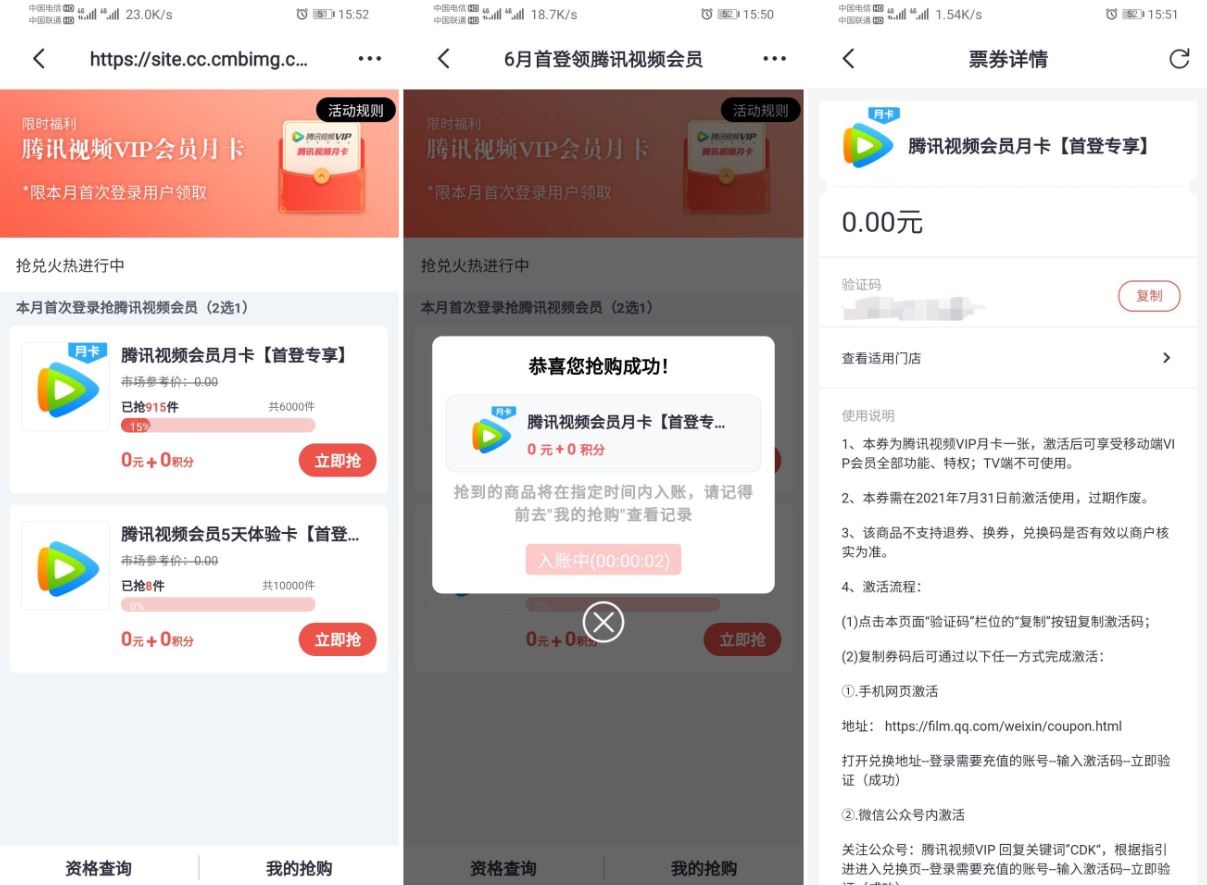 中国电信 HD
中国联通 HD
4G 4G 23.0K/s
51 15:52
https://site.cc.cmbimg.c...
活动规则
限时福利
腾讯视频VIP会员月卡
*限本月首次登录用户领取
腾讯视频VIP
腾讯视频月卡
抢兑火热进行中
本月首次登录抢腾讯视频会员（2选1）
月卡
腾讯视频会员月卡【首登专享】
市场参考价：0.00
已抢915件 共6000件
15%
0元+0积分 立即抢
腾讯视频会员5天体验卡【首登...
市场参考价：0.00
已抢8件 共10000件
0%
0元+0积分 立即抢
资格查询 我的抢购
中国电信 HD
中国联通 HD
4G 4G 18.7K/s
52 15:50
6月首登领腾讯视频会员
活动规则
限时福利
腾讯视频VIP会员月卡
*限本月首次登录用户领取
腾讯视频VIP
腾讯视频月卡
抢兑火热进行中
本月首次登录抢腾讯视频会员（2选1）
恭喜您抢购成功！
月卡
腾讯视频会员月卡【首登专...
0 元+0 积分
抢到的商品将在指定时间内入账，请记得
前去"我的抢购"查看记录
入账中(00:00:02)
0%
0元+0积分 立即抢
资格查询 我的抢购
中国电信 HD
中国联通 HD
4G 4G 1.54K/s
52 15:51
票券详情
月卡
腾讯视频会员月卡【首登专享】
0.00元
验证码
复制
查看适用门店
使用说明
1、本券为腾讯视频VIP月卡一张，激活后可享受移动端VI
P会员全部功能、特权；TV端不可使用。
2、本券需在2021年7月31日前激活使用，过期作废。
3、该商品不支持退券、换券，兑换码是否有效以商户核
实为准。
4、激活流程：
(1)点击本页面“验证码”栏位的“复制”按钮复制激活码；
(2)复制券码后可通过以下任一方式完成激活：
①.手机网页激活
地址： https://film.qq.com/weixin/coupon.html
打开兑换地址--登录需要充值的账号--输入激活码--立即验
证（成功）
②.微信公众号内激活
关注公众号：腾讯视频VIP 回复关键词”CDK“，根据指引
进进入兑换页--登录需要充值的账号--输入激活码--立即验
证（成功）